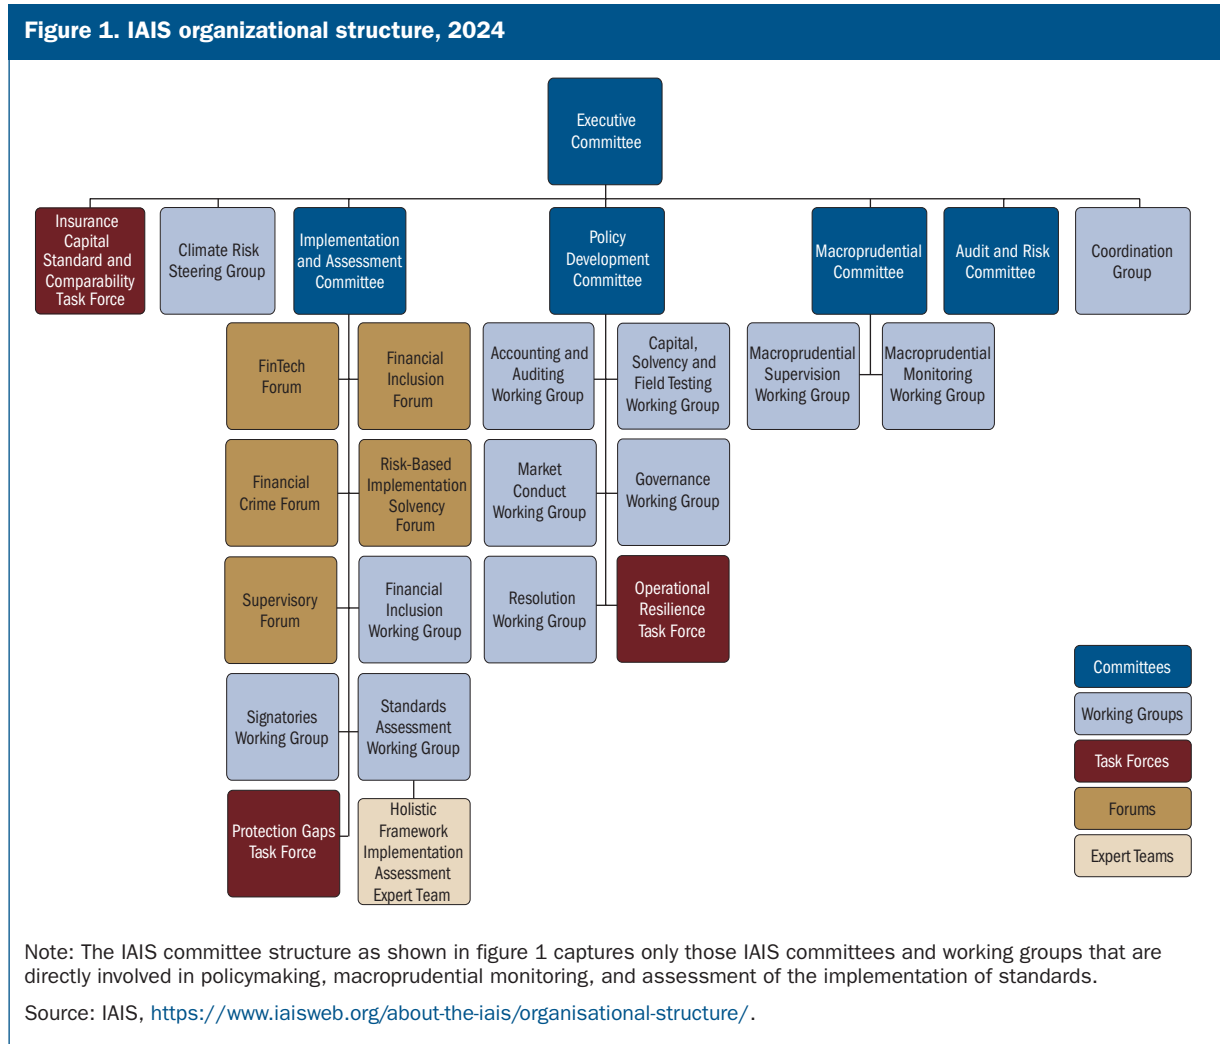 Figure 1. IAIS organizational structure, 2024
Executive
Committee
Insurance
Capital
Standard and
Comparability
Task Force
Climate Risk
Steering Group
Implementation
and Assessment
Committee
Policy
Development
Committee
Macroprudential
Committee
Audit and Risk
Committee
Coordination
Group
FinTech
Forum
Financial
Inclusion
Forum
Accounting and
Auditing
Working Group
Capital,
Solvency and
Field Testing
Working Group
Macroprudential
Supervision
Working Group
Macroprudential
Monitoring
Working Group
Financial
Crime Forum
Risk-Based
Implementation
Solvency
Forum
Market
Conduct
Working Group
Governance
Working Group
Supervisory
Forum
Financial
Inclusion
Working Group
Resolution
Working Group
Operational
Resilience
Task Force
Signatories
Working Group
Standards
Assessment
Working Group
Protection Gaps
Task Force
Holistic
Framework
Implementation
Assessment
Expert Team
Committees
Working Groups
Task Forces
Forums
Expert Teams
Note: The IAIS committee structure as shown in figure 1 captures only those IAIS committees and working groups that are
directly involved in policymaking, macroprudential monitoring, and assessment of the implementation of standards.
Source: IAIS, https://www.iaisweb.org/about-the-iais/organisational-structure/.